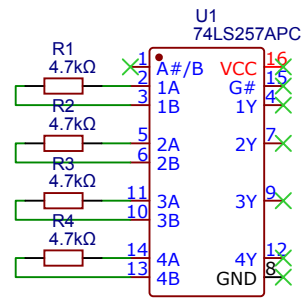 U1
74LS257APC
R1
4.7kΩ
1 A#/B VCC 16
2 1A G# 15
3 1B 1Y 4
R2
4.7kΩ
5 2A 2Y 7
6 2B
R3
4.7kΩ
11 3A 3Y 9
10 3B
R4
4.7kΩ
14 4A 4Y 12
13 4B GND 8